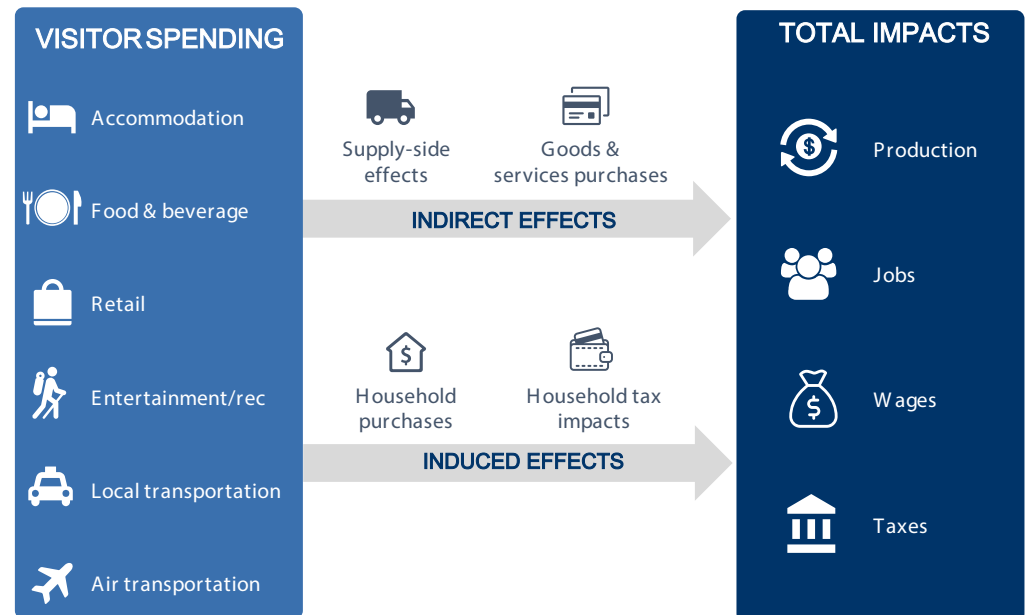 VISITOR SPENDING
Accommodation
Food & beverage
Retail
Entertainment/rec
Local transportation
Air transportation
Supply-side
effects
Goods &
services purchases
INDIRECT EFFECTS
Household
purchases
Household tax
impacts
INDUCED EFFECTS
TOTAL IMPACTS
$
Production
Jobs
$
Wages
Taxes